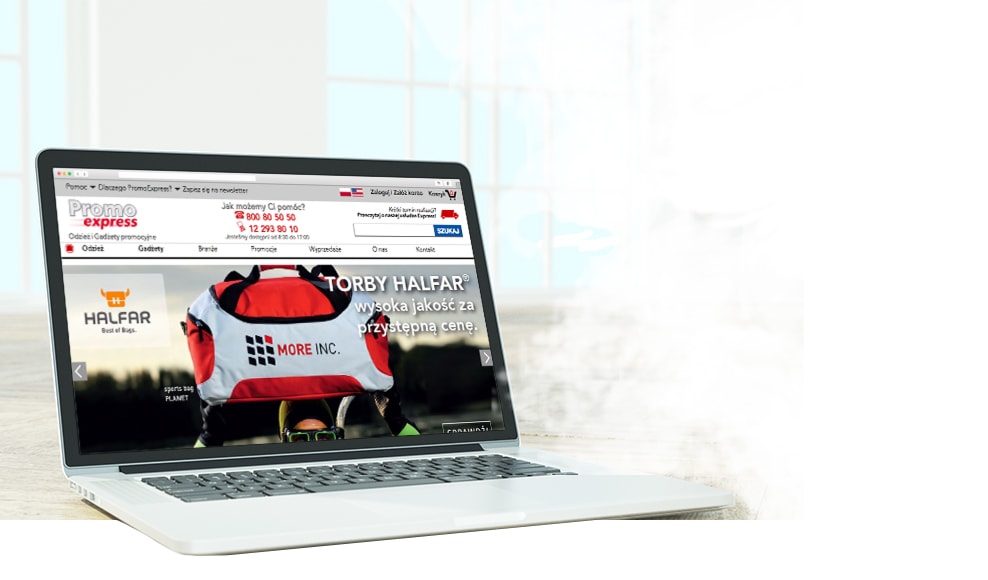 Pomoc Dlaczego PromoExpress? Zapisz się na newsletter
Zaloguj / Załóż konto Koszyk
Promo
express
Odzież i Gadżety promocyjne
Jak możemy Ci pomóc?
800 80 50 50
12 293 80 10
Jesteśmy dostępni od 8:30 do 17:00
Krótki termin realizacji?
Przeczytaj o naszej usłudze Express!
SZUKAJ
Odzież Gadżety Branże Promocje Wyprzedaże O nas Kontakt
HALFAR
Best of Bags.
TORBY HALFAR®
wysoka jakość za
przystępną cenę.
MORE INC.
sports bag
PLANET